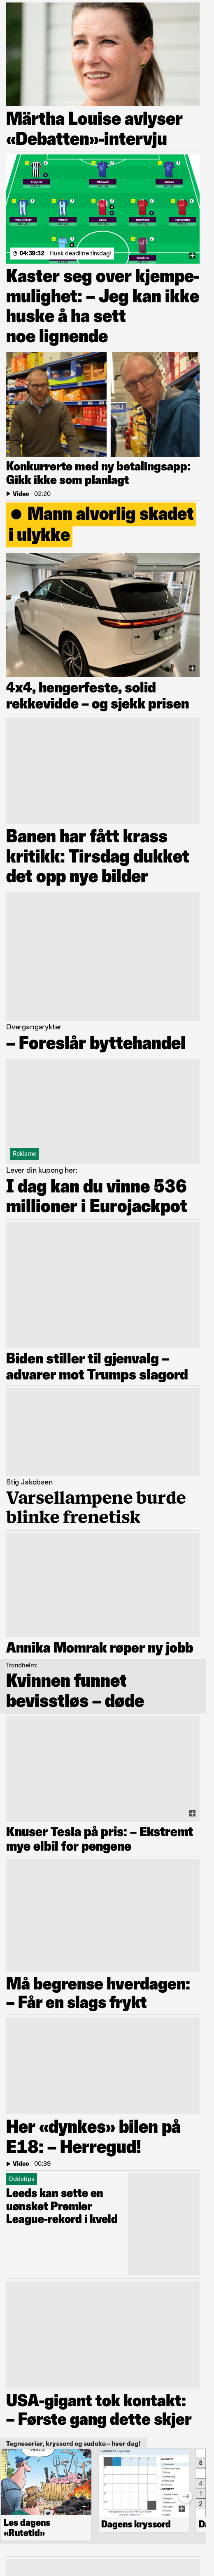 Märtha Louise avlyser
«Debatten»-intervju
04:39:32 | Husk deadline tirsdag!
Kaster seg over kjempe-
mulighet: – Jeg kan ikke
huske å ha sett
noe lignende
Konkurrerte med ny betalingsapp:
Gikk ikke som planlagt
Video | 02:20
Mann alvorlig skadet
i ulykke
4x4, hengerfeste, solid
rekkevidde – og sjekk prisen
Banen har fått krass
kritikk: Tirsdag dukket
det opp nye bilder
Overgangsrykter
– Foreslår byttehandel
Reklame
Lever din kupong her:
I dag kan du vinne 536
millioner i Eurojackpot
Biden stiller til gjenvalg –
advarer mot Trumps slagord
Stig Jakobsen
Varsellampene burde
blinke frenetisk
Annika Momrak røper ny jobb
Trondheim:
Kvinnen funnet
bevisstløs – døde
Knuser Tesla på pris: – Ekstremt
mye elbil for pengene
Må begrense hverdagen:
– Får en slags frykt
Her «dynkes» bilen på
E18: – Herregud!
Video | 00:39
Oddstips
Leeds kan sette en
uønsket Premier
League-rekord i kveld
USA-gigant tok kontakt:
– Første gang dette skjer
Tegneserier, kryssord og sudoku – hver dag!
Los dagens
«Rutetid»
Dagens kryssord
8
4
1
2